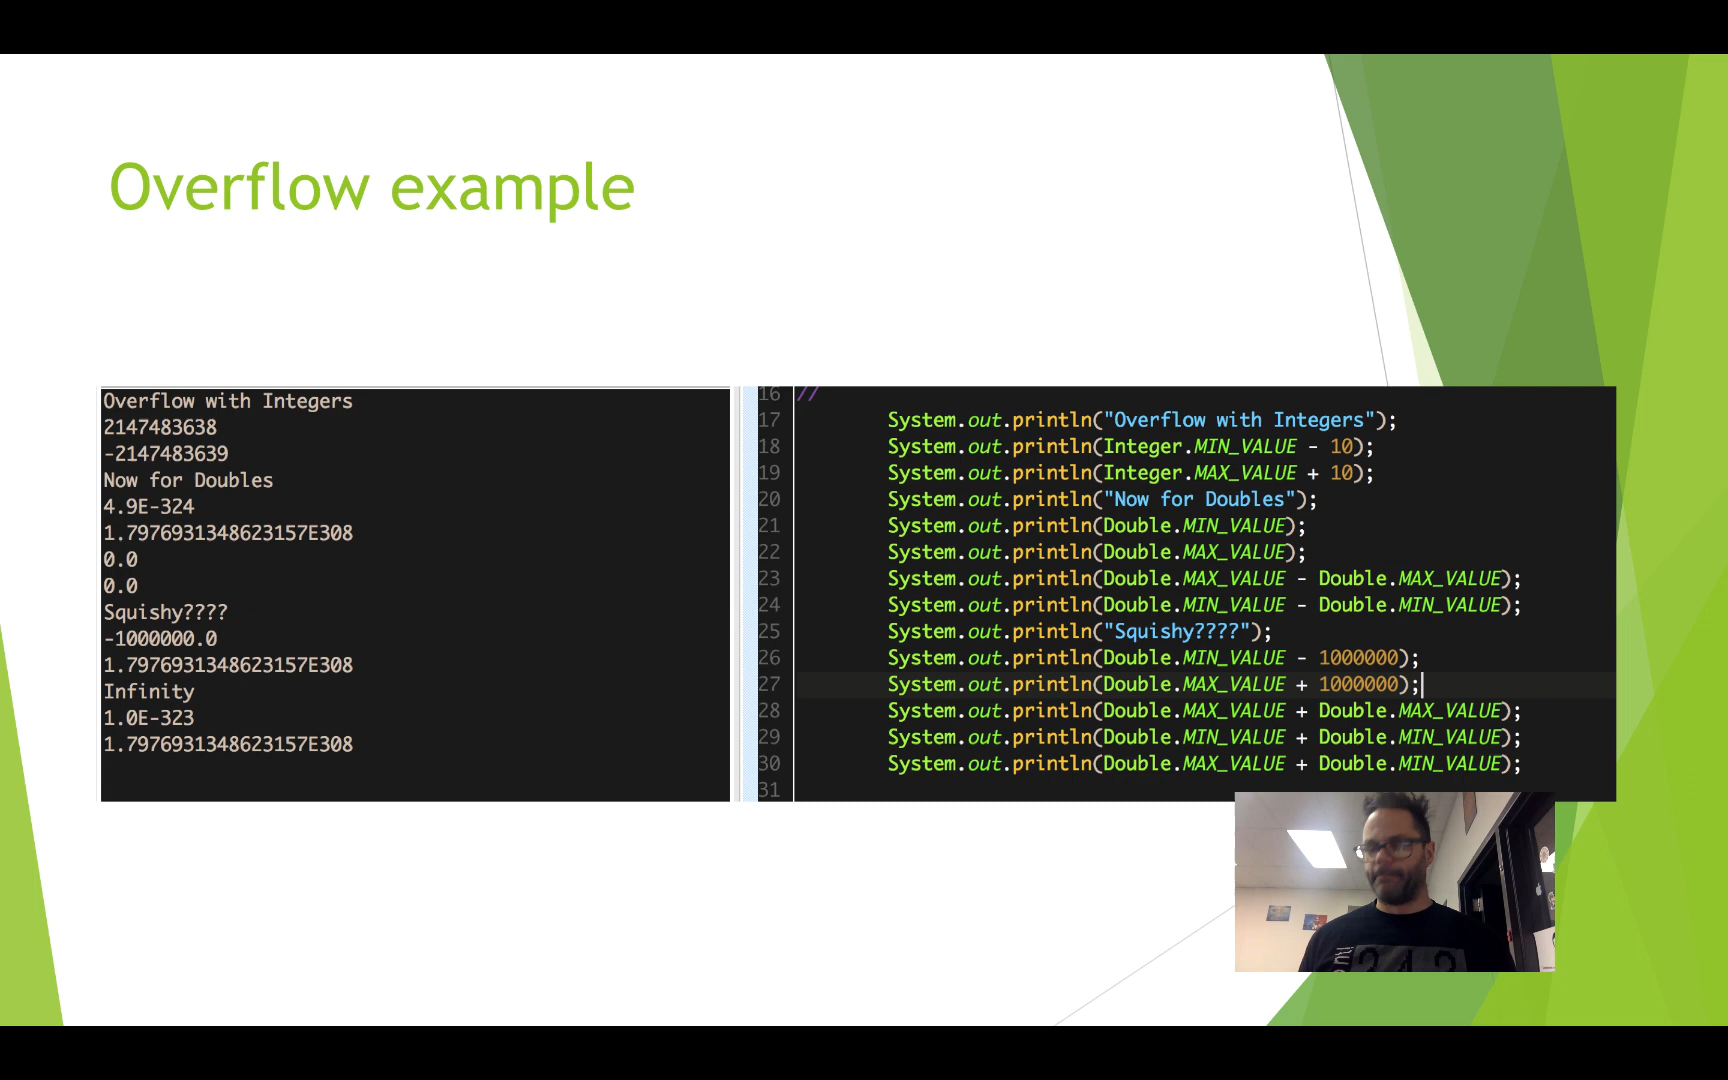 Overflow example
Overflow with Integers
2147483638
-2147483639
Now for Doubles
4.9E-324
1.7976931348623157E308
0.0
0.0
Squishy????
-1000000.0
1.7976931348623157E308
Infinity
1.0E-323
1.7976931348623157E308
16 //
17 System.out.println("Overflow with Integers");
18 System.out.println(Integer.MIN_VALUE - 10);
19 System.out.println(Integer.MAX_VALUE + 10);
20 System.out.println("Now for Doubles");
21 System.out.println(Double.MIN_VALUE);
22 System.out.println(Double.MAX_VALUE);
23 System.out.println(Double.MAX_VALUE - Double.MAX_VALUE);
24 System.out.println(Double.MIN_VALUE - Double.MIN_VALUE);
25 System.out.println("Squishy????");
26 System.out.println(Double.MIN_VALUE - 1000000);
27 System.out.println(Double.MAX_VALUE + 1000000);
28 System.out.println(Double.MAX_VALUE + Double.MAX_VALUE);
29 System.out.println(Double.MIN_VALUE + Double.MIN_VALUE);
30 System.out.println(Double.MAX_VALUE + Double.MIN_VALUE);
31